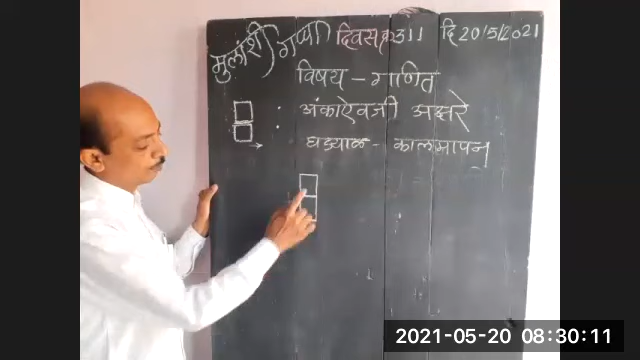 मुलांशी गप्पा दिवस क्र 311 दि 20/5/2021
विषय - गणित
: अंकाऐवजी अक्षरे
: घड्याळ - कालमापन
2021-05-20 08:30:11